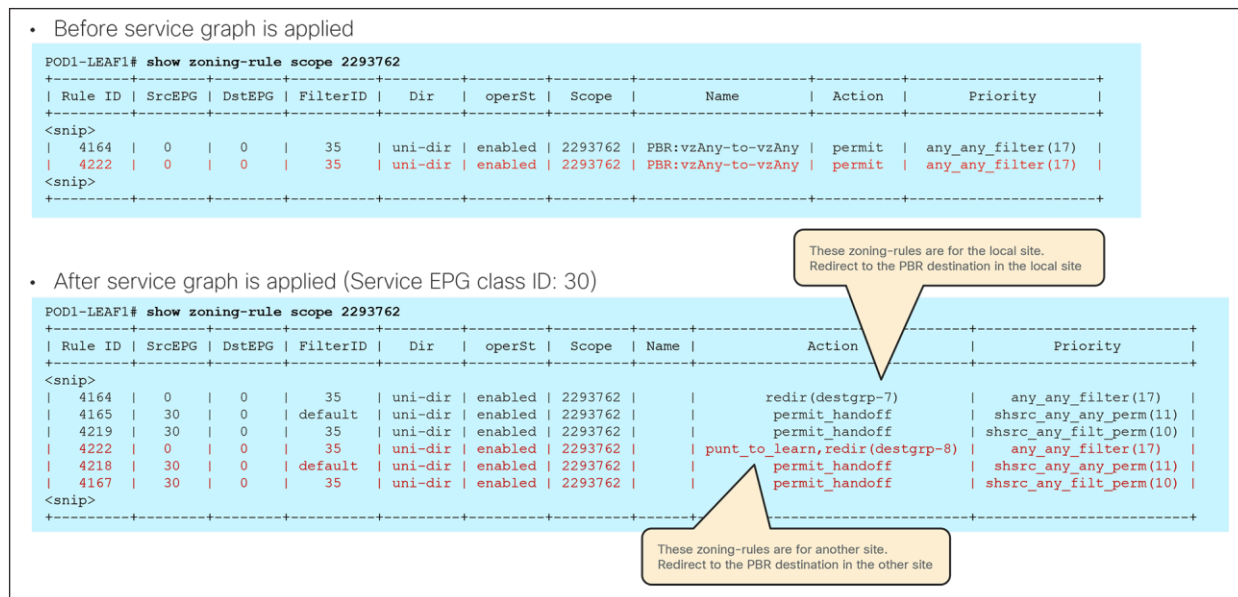 • Before service graph is applied
POD1-LEAF1# show zoning-rule scope 2293762
+---------+--------+--------+----------+---------+---------+---------+---------------------+----------+----------------------+
| Rule ID | SrcEPG | DstEPG | FilterID | Dir | operSt | Scope | Name | Action | Priority |
+---------+--------+--------+----------+---------+---------+---------+---------------------+----------+----------------------+
<snip>
| 4164 | 0 | 0 | 35 | uni-dir | enabled | 2293762 | PBR:vzAny-to-vzAny | permit | any_any_filter(17) |
| 4222 | 0 | 0 | 35 | uni-dir | enabled | 2293762 | PBR:vzAny-to-vzAny | permit | any_any_filter(17) |
<snip>
+---------+--------+--------+----------+---------+---------+---------+---------------------+----------+----------------------+
These zoning-rules are for the local site.
Redirect to the PBR destination in the local site
• After service graph is applied (Service EPG class ID: 30)
POD1-LEAF1# show zoning-rule scope 2293762
+---------+--------+--------+----------+---------+---------+---------+------+------------------------------+------------------------+
| Rule ID | SrcEPG | DstEPG | FilterID | Dir | operSt | Scope | Name | Action | Priority |
+---------+--------+--------+----------+---------+---------+---------+------+------------------------------+------------------------+
<snip>
| 4164 | 0 | 0 | 35 | uni-dir | enabled | 2293762 | | redir(destgrp-7) | any_any_filter(17) |
| 4165 | 30 | 0 | default | uni-dir | enabled | 2293762 | | permit_handoff | shsrc_any_any_perm(11) |
| 4219 | 30 | 0 | 35 | uni-dir | enabled | 2293762 | | permit_handoff | shsrc_any_filt_perm(10) |
| 4222 | 0 | 0 | 35 | uni-dir | enabled | 2293762 | | punt_to_learn,redir(destgrp-8) | any_any_filter(17) |
| 4218 | 30 | 0 | default | uni-dir | enabled | 2293762 | | permit_handoff | shsrc_any_any_perm(11) |
| 4167 | 30 | 0 | 35 | uni-dir | enabled | 2293762 | | permit_handoff | shsrc_any_filt_perm(10) |
<snip>
+---------+--------+--------+----------+---------+---------+---------+------+------------------------------+------------------------+
These zoning-rules are for another site.
Redirect to the PBR destination in the other site